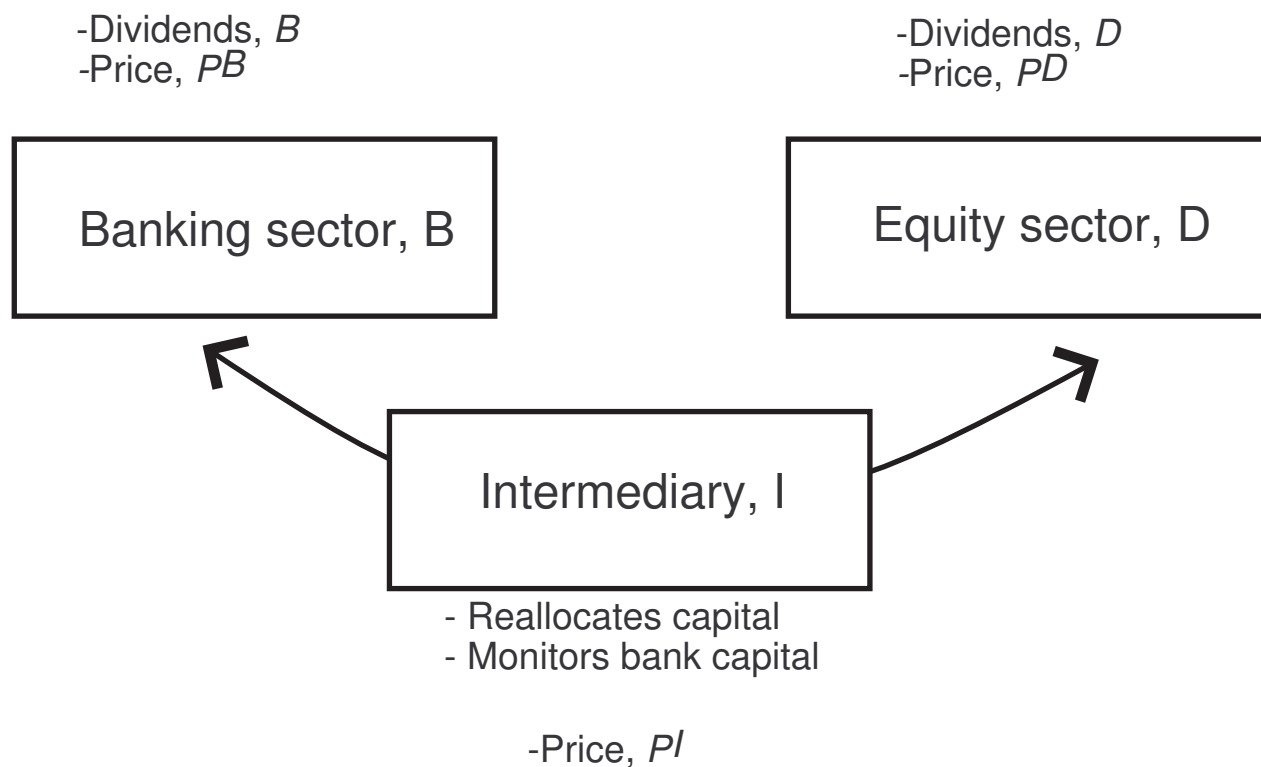 -Dividends, B
-Price, PB
-Dividends, D
-Price, PD
Banking sector, B
Equity sector, D
Intermediary, I
- Reallocates capital
- Monitors bank capital
-Price, PI